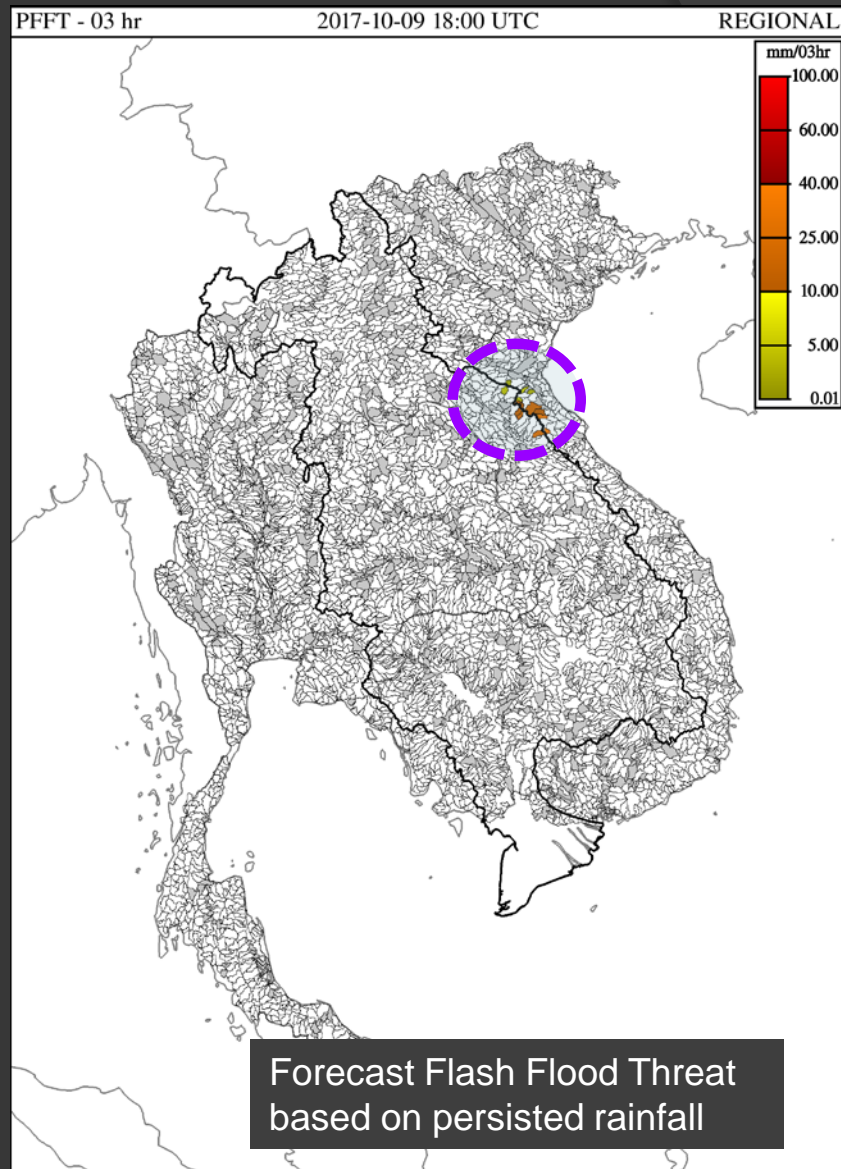 PFFT - 03 hr 2017-10-09 18:00 UTC REGIONAL
mm/03hr
100.00
60.00
40.00
25.00
10.00
5.00
0.01
Forecast Flash Flood Threat
based on persisted rainfall